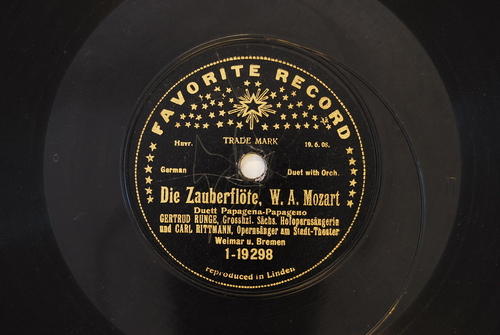 FAVORITE RECORD
TRADE MARK
Hnvr. 19.6.08.
German Duet with Orch.
Die Zauberflöte, W. A. Mozart
Duett Papagena-Papageno
GERTRUD RUNGE, Grosshzl. Sächs. Hofopernsängerin
und CARL RITTMANN, Opernsänger am Stadt-Theater
Weimar u. Bremen
1-19298
reproduced in Linden